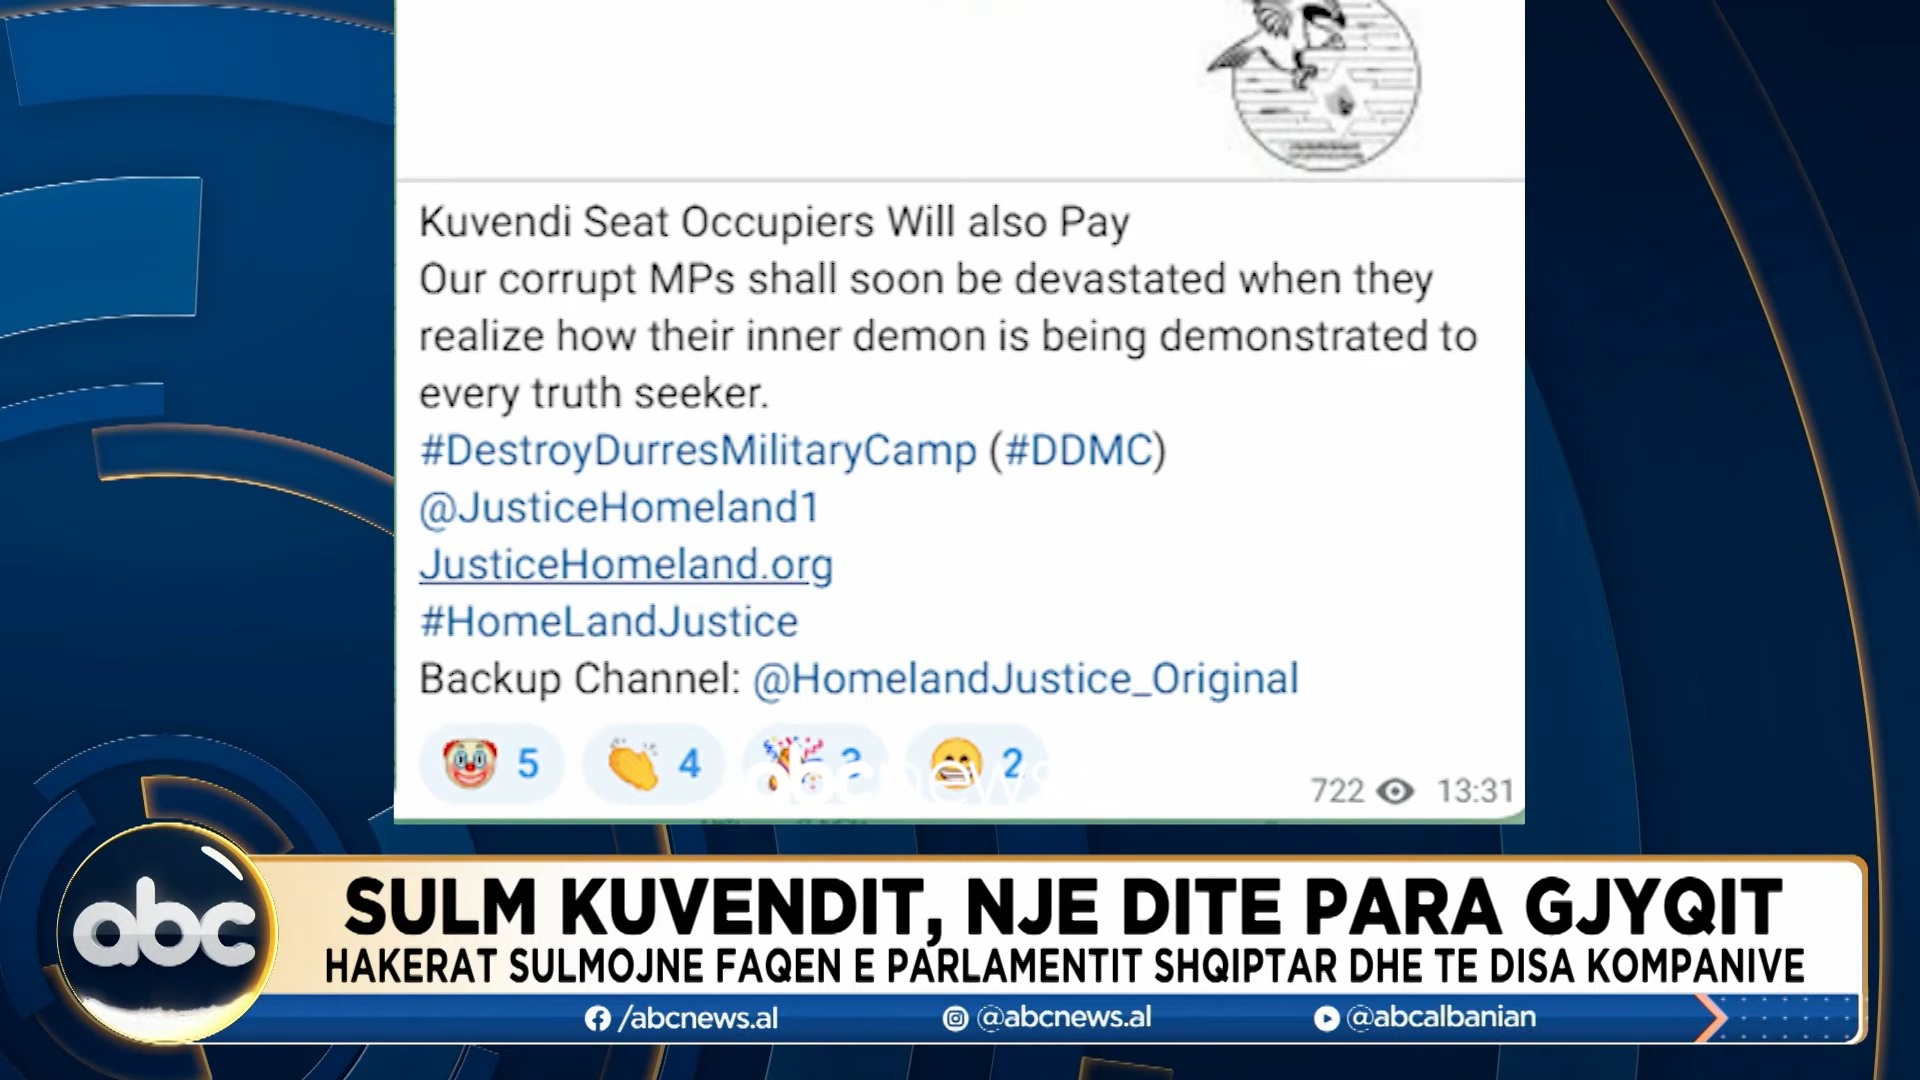 Kuvendi Seat Occupiers Will also Pay
Our corrupt MPs shall soon be devastated when they
realize how their inner demon is being demonstrated to
every truth seeker.
#DestroyDurresMilitaryCamp (#DDMC)
@JusticeHomeland1
JusticeHomeland.org
#HomeLandJustice
Backup Channel: @HomelandJustice_Original
5 4 2
722 13:31
abc
SULM KUVENDIT, NJE DITE PARA GJYQIT
HAKERAT SULMOJNE FAQEN E PARLAMENTIT SHQIPTAR DHE TE DISA KOMPANIVE
/abcnews.al @abcnews.al @abcalbanian